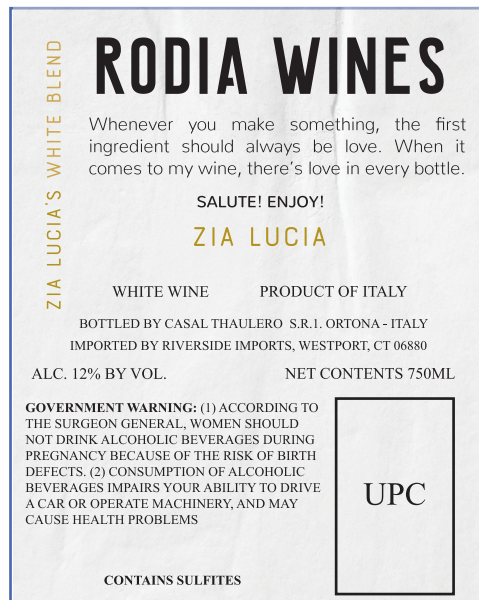 RODIA WINES
ZIA LUCIA'S WHITE BLEND
Whenever you make something, the first
ingredient should always be love. When it
comes to my wine, there's love in every bottle.
SALUTE! ENJOY!
ZIA LUCIA
WHITE WINE PRODUCT OF ITALY
BOTTLED BY CASAL THAULERO S.R.1. ORTONA - ITALY
IMPORTED BY RIVERSIDE IMPORTS, WESTPORT, CT 06880
ALC. 12% BY VOL. NET CONTENTS 750ML
GOVERNMENT WARNING: (1) ACCORDING TO
THE SURGEON GENERAL, WOMEN SHOULD
NOT DRINK ALCOHOLIC BEVERAGES DURING
PREGNANCY BECAUSE OF THE RISK OF BIRTH
DEFECTS. (2) CONSUMPTION OF ALCOHOLIC
BEVERAGES IMPAIRS YOUR ABILITY TO DRIVE
A CAR OR OPERATE MACHINERY, AND MAY
CAUSE HEALTH PROBLEMS
UPC
CONTAINS SULFITES